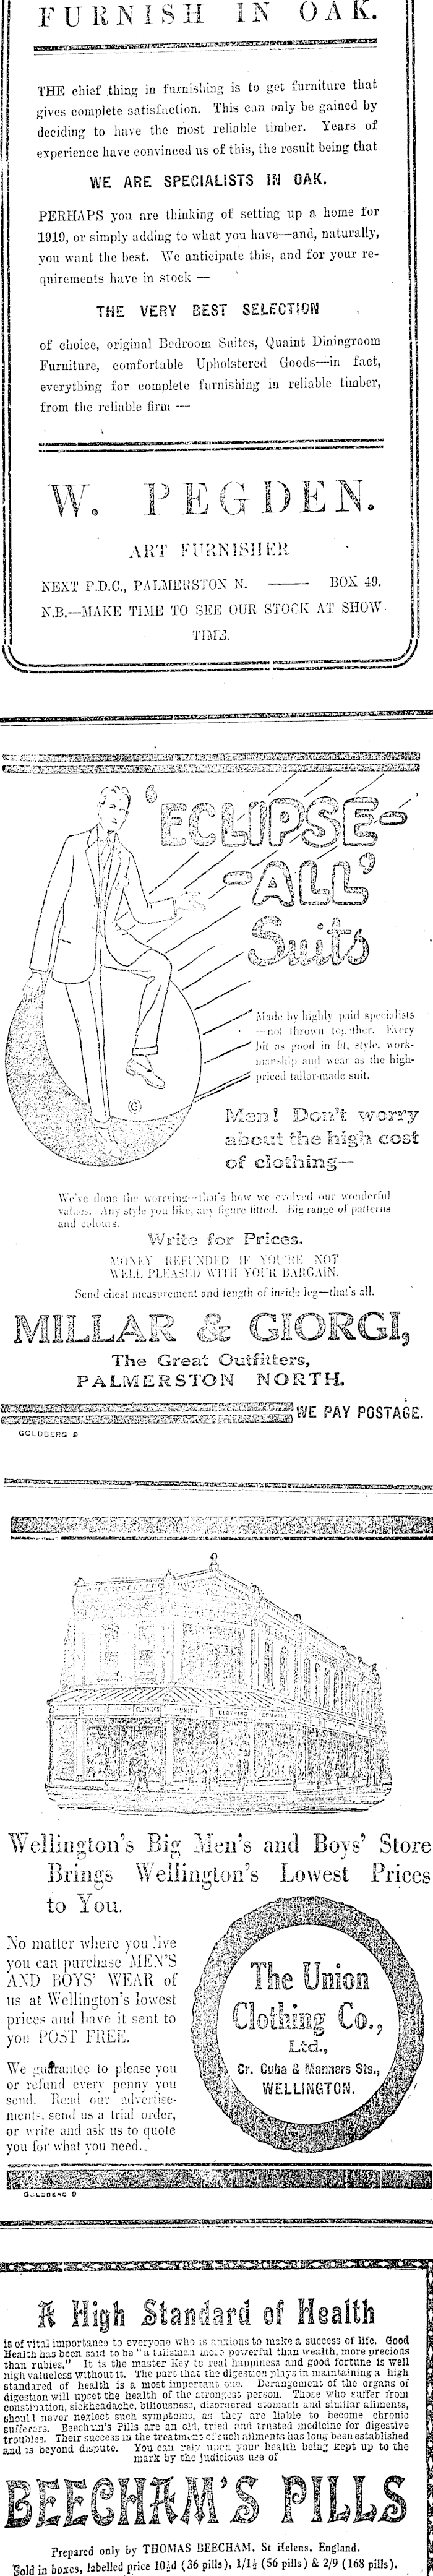 FURNISH IN OAK.
THE chief thing in furnishing is to get furniture that
gives complete satisfaction. This can only be gained by
deciding to have the most reliable timber. Years of
experience have convinced us of this, the result being that
WE ARE SPECIALISTS IN OAK.
PERHAPS you are thinking of setting up a home for
1919, or simply adding to what you have—and, naturally,
you want the best. We anticipate this, and for your re-
quirements have in stock —
THE VERY BEST SELECTION
of choice, original Bedroom Suites, Quaint Diningroom
Furniture, comfortable Upholstered Goods—in fact,
everything for complete furnishing in reliable timber,
from the reliable firm —
W. PEGDEN.
ART FURNISHER
NEXT P.D.C., PALMERSTON N. —— BOX 49.
N.B.—MAKE TIME TO SEE OUR STOCK AT SHOW
TIME.
'ECLIPSE-
-ALL'
Suits
Made by highly paid specialists
—not thrown together. Every
bit as good in fit, style, work-
manship and wear as the high-
priced tailor-made suit.
G
Men! Don't worry
about the high cost
of clothing—
We've done the worrying—that's how we evolved our wonderful
values. Any style you like, any figure fitted. Big range of patterns
and colours.
Write for Prices.
MONEY REFUNDED IF YOU'RE NOT
WELL PLEASED WITH YOUR BARGAIN.
Send chest measurement and length of inside leg—that's all.
MILLAR & GIORGI,
The Great Outfitters,
PALMERSTON NORTH.
WE PAY POSTAGE.
GOLDBERG 9
UNION CLOTHING COMPANY
Wellington's Big Men's and Boys' Store
Brings Wellington's Lowest Prices
to You.
No matter where you live
you can purchase MEN'S
AND BOYS' WEAR of
us at Wellington's lowest
prices and have it sent to
you POST FREE.
We guarantee to please you
or refund every penny you
send. Read our advertise-
ments, send us a trial order,
or write and ask us to quote
you for what you need.
The Union
Clothing Co.,
Ltd.,
Cr. Cuba & Manners Sts.,
WELLINGTON.
GOLDBERG 9
A High Standard of Health
is of vital importance to everyone who is anxious to make a success of life. Good
Health has been said to be "a talisman more powerful than wealth, more precious
than rubies." It is the master Key to real happiness and good fortune is well
nigh valueless without it. The part that the digestion plays in maintaining a high
standared of health is a most important one. Derangement of the organs of
digestion will upset the health of the strongest person. Those who suffer from
constipation, sickheadache, biliousness, disordered stomach and similar ailments,
shoull never neglect such symptoms, as they are liable to become chronic
sufferers. Beecham's Pills are an old, tried and trusted medicine for digestive
troubles. Their success in the treatment of such ailments has long been established
and is beyond dispute. You can rely upon your health being kept up to the
mark by the judicious use of
BEECHAM'S PILLS
Prepared only by THOMAS BEECHAM, St Helens, England.
Sold in boxes, labelled price 10½d (36 pills), 1/1½ (56 pills) & 2/9 (168 pills).